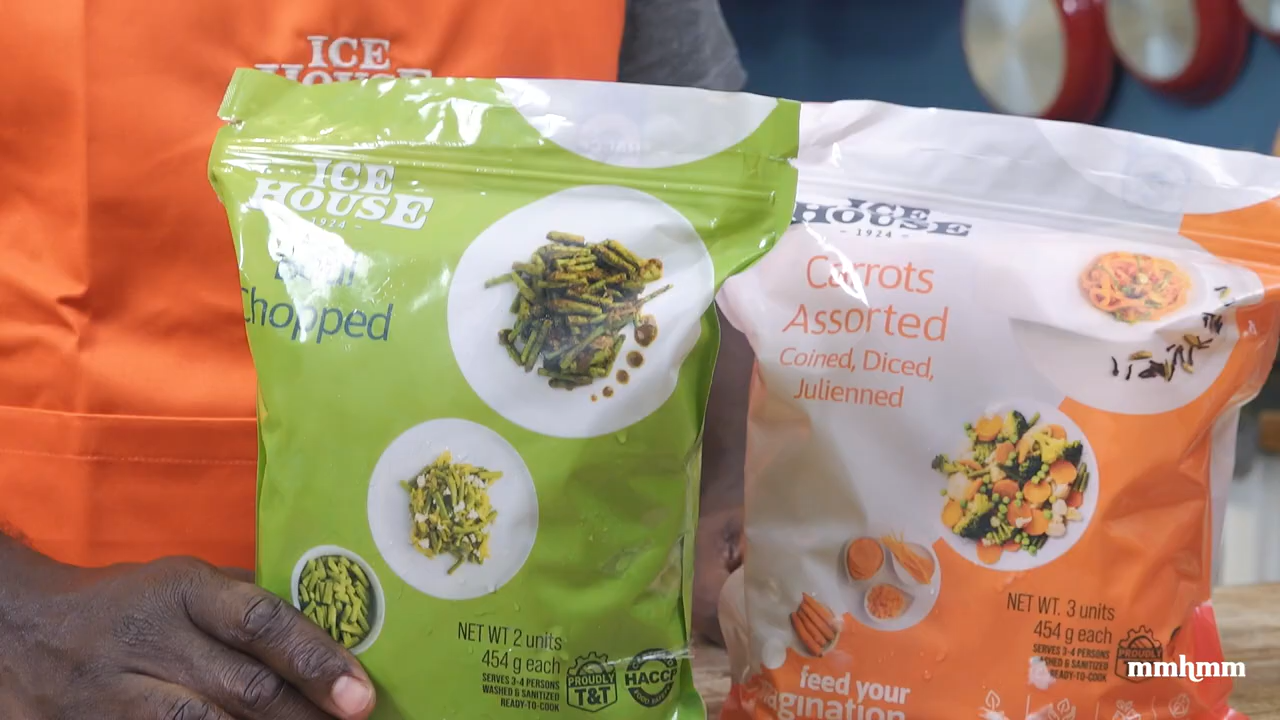 ICE
HOUSE
ICE
HOUSE
1924
Chopped
NET WT 2 units
454 g each
SERVES 3-4 PERSONS
WASHED & SANITIZED
READY-TO-COOK
PROUDLY
T&T
HACCP
ICE
HOUSE
- 1924 -
Carrots
Assorted
Coined, Diced,
Julienned
NET WT. 3 units
454 g each
SERVES 3-4 PERSONS
WASHED & SANITIZED
READY-TO-COOK
PROUDLY
feed your
mmhmm